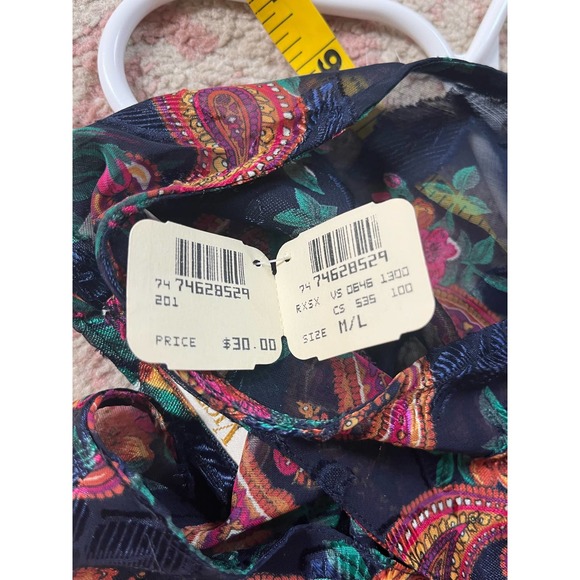 9
74 74628529
201
PRICE $30.00
74 74628529
RXSX VS 0646 1300
CS 535 100
SIZE M/L